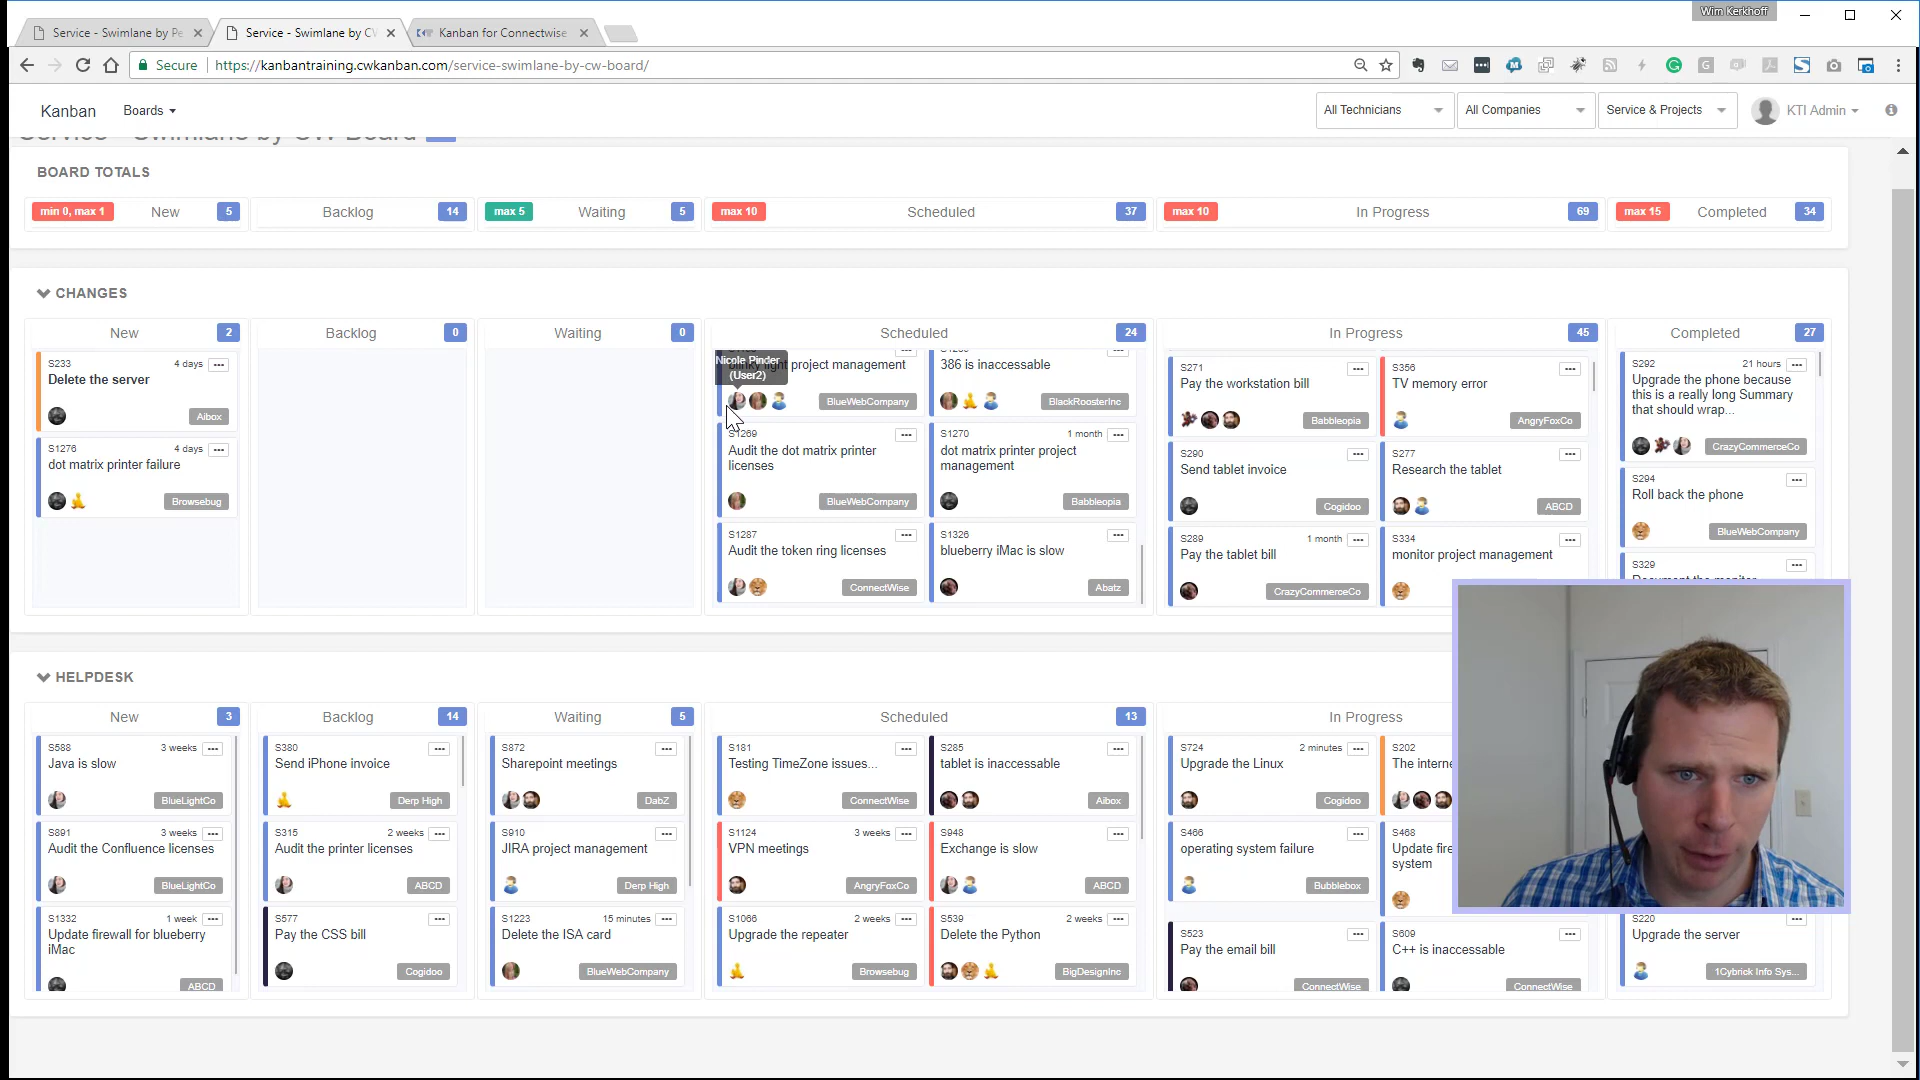 Wim Kerkhoff
Service - Swimlane by Pe
Service - Swimlane by CW
Kanban for Connectwise
Secure
https://kanbantraining.cwkanban.com/service-swimlane-by-cw-board/
Kanban
Boards
All Technicians
All Companies
Service & Projects
KTI Admin
Service - Swimlane by CW Board
BOARD TOTALS
min 0, max 1
New
5
Backlog
14
max 5
Waiting
5
max 10
Scheduled
37
max 10
In Progress
69
max 15
Completed
34
CHANGES
New
2
S233
4 days
Delete the server
Aibox
S1276
4 days
dot matrix printer failure
Browsebug
Backlog
0
Waiting
0
Scheduled
24
Nicole Pinder
(User2)
blinky light project management
BlueWebCompany
386 is inaccessable
BlackRoosterInc
S1269
Audit the dot matrix printer
licenses
BlueWebCompany
S1270
1 month
dot matrix printer project
management
Babbleopia
S1287
Audit the token ring licenses
ConnectWise
S1326
blueberry iMac is slow
Abatz
In Progress
45
S271
Pay the workstation bill
Babbleopia
S356
TV memory error
AngryFoxCo
S290
Send tablet invoice
Cogidoo
S277
Research the tablet
ABCD
S289
1 month
Pay the tablet bill
CrazyCommerceCo
S334
monitor project management
Completed
27
S292
21 hours
Upgrade the phone because
this is a really long Summary
that should wrap...
CrazyCommerceCo
S294
Roll back the phone
BlueWebCompany
S329
Document the monitor
HELPDESK
New
3
S588
3 weeks
Java is slow
BlueLightCo
S891
3 weeks
Audit the Confluence licenses
BlueLightCo
S1332
1 week
Update firewall for blueberry
iMac
ABCD
Backlog
14
S380
Send iPhone invoice
Derp High
S315
2 weeks
Audit the printer licenses
ABCD
S577
Pay the CSS bill
Cogidoo
Waiting
5
S872
Sharepoint meetings
DabZ
S910
JIRA project management
Derp High
S1223
15 minutes
Delete the ISA card
BlueWebCompany
Scheduled
13
S181
Testing TimeZone issues...
ConnectWise
S285
tablet is inaccessable
Aibox
S1124
3 weeks
VPN meetings
AngryFoxCo
S948
Exchange is slow
ABCD
S1066
2 weeks
Upgrade the repeater
Browsebug
S539
2 weeks
Delete the Python
BigDesignInc
In Progress
S724
2 minutes
Upgrade the Linux
Cogidoo
S202
The interne
S466
operating system failure
Bubblebox
S468
Update fire
system
S523
Pay the email bill
ConnectWise
S609
C++ is inaccessable
ConnectWise
S220
Upgrade the server
1Cybrick Info Sys...